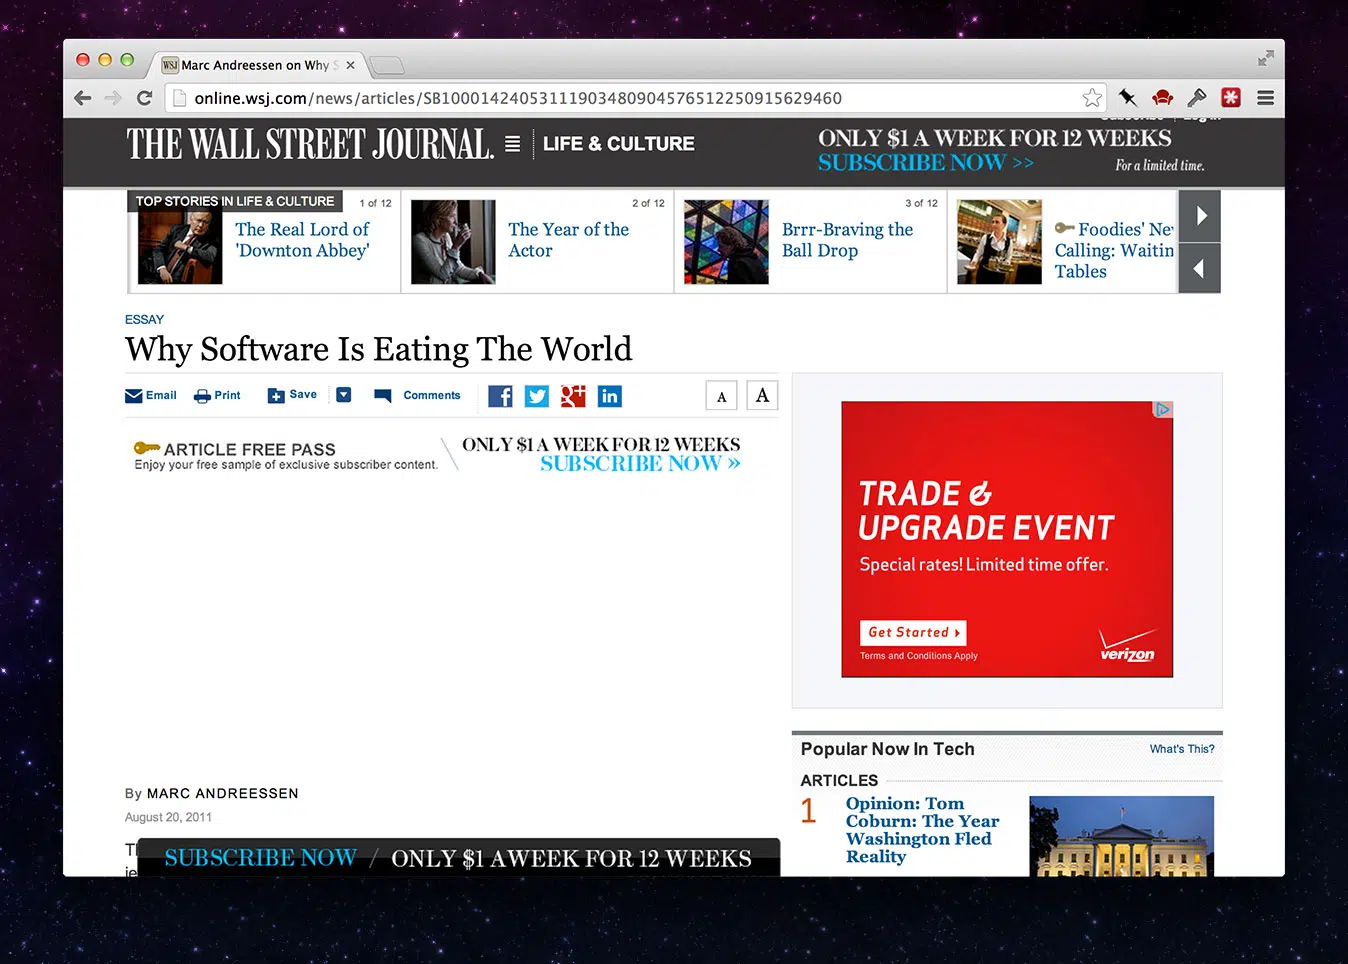 WSJ Marc Andreessen on Why S
online.wsj.com/news/articles/SB10001424053111903480904576512250915629460
THE WALL STREET JOURNAL.
LIFE & CULTURE
ONLY $1 A WEEK FOR 12 WEEKS
SUBSCRIBE NOW >>
For a limited time.
TOP STORIES IN LIFE & CULTURE
1 of 12
The Real Lord of
'Downton Abbey'
2 of 12
The Year of the
Actor
3 of 12
Brrr-Braving the
Ball Drop
Foodies' Ne
Calling: Waitin
Tables
ESSAY
Why Software Is Eating The World
Email Print Save Comments
A A
ARTICLE FREE PASS
Enjoy your free sample of exclusive subscriber content.
ONLY $1 A WEEK FOR 12 WEEKS
SUBSCRIBE NOW »
TRADE &
UPGRADE EVENT
Special rates! Limited time offer.
Get Started
Terms and Conditions Apply
verizon
Popular Now In Tech
What's This?
ARTICLES
1
Opinion: Tom
Coburn: The Year
Washington Fled
Reality
By MARC ANDREESSEN
August 20, 2011
SUBSCRIBE NOW / ONLY $1 A WEEK FOR 12 WEEKS